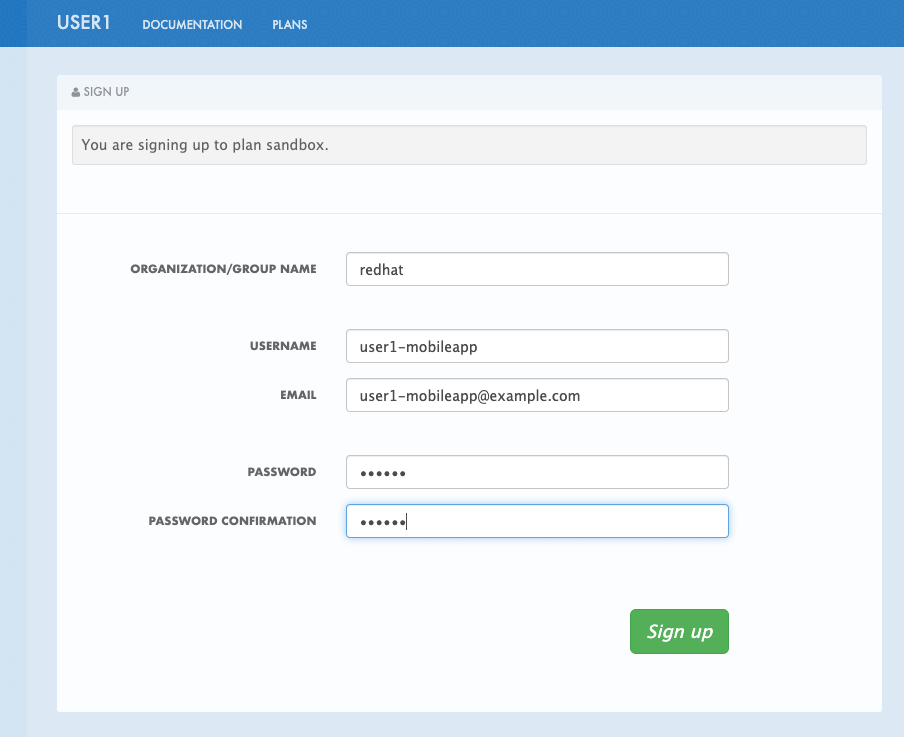 USER1 DOCUMENTATION PLANS
SIGN UP
You are signing up to plan sandbox.
ORGANIZATION/GROUP NAME redhat
USERNAME user1-mobileapp
EMAIL user1-mobileapp@example.com
PASSWORD ••••••
PASSWORD CONFIRMATION ••••••
Sign up